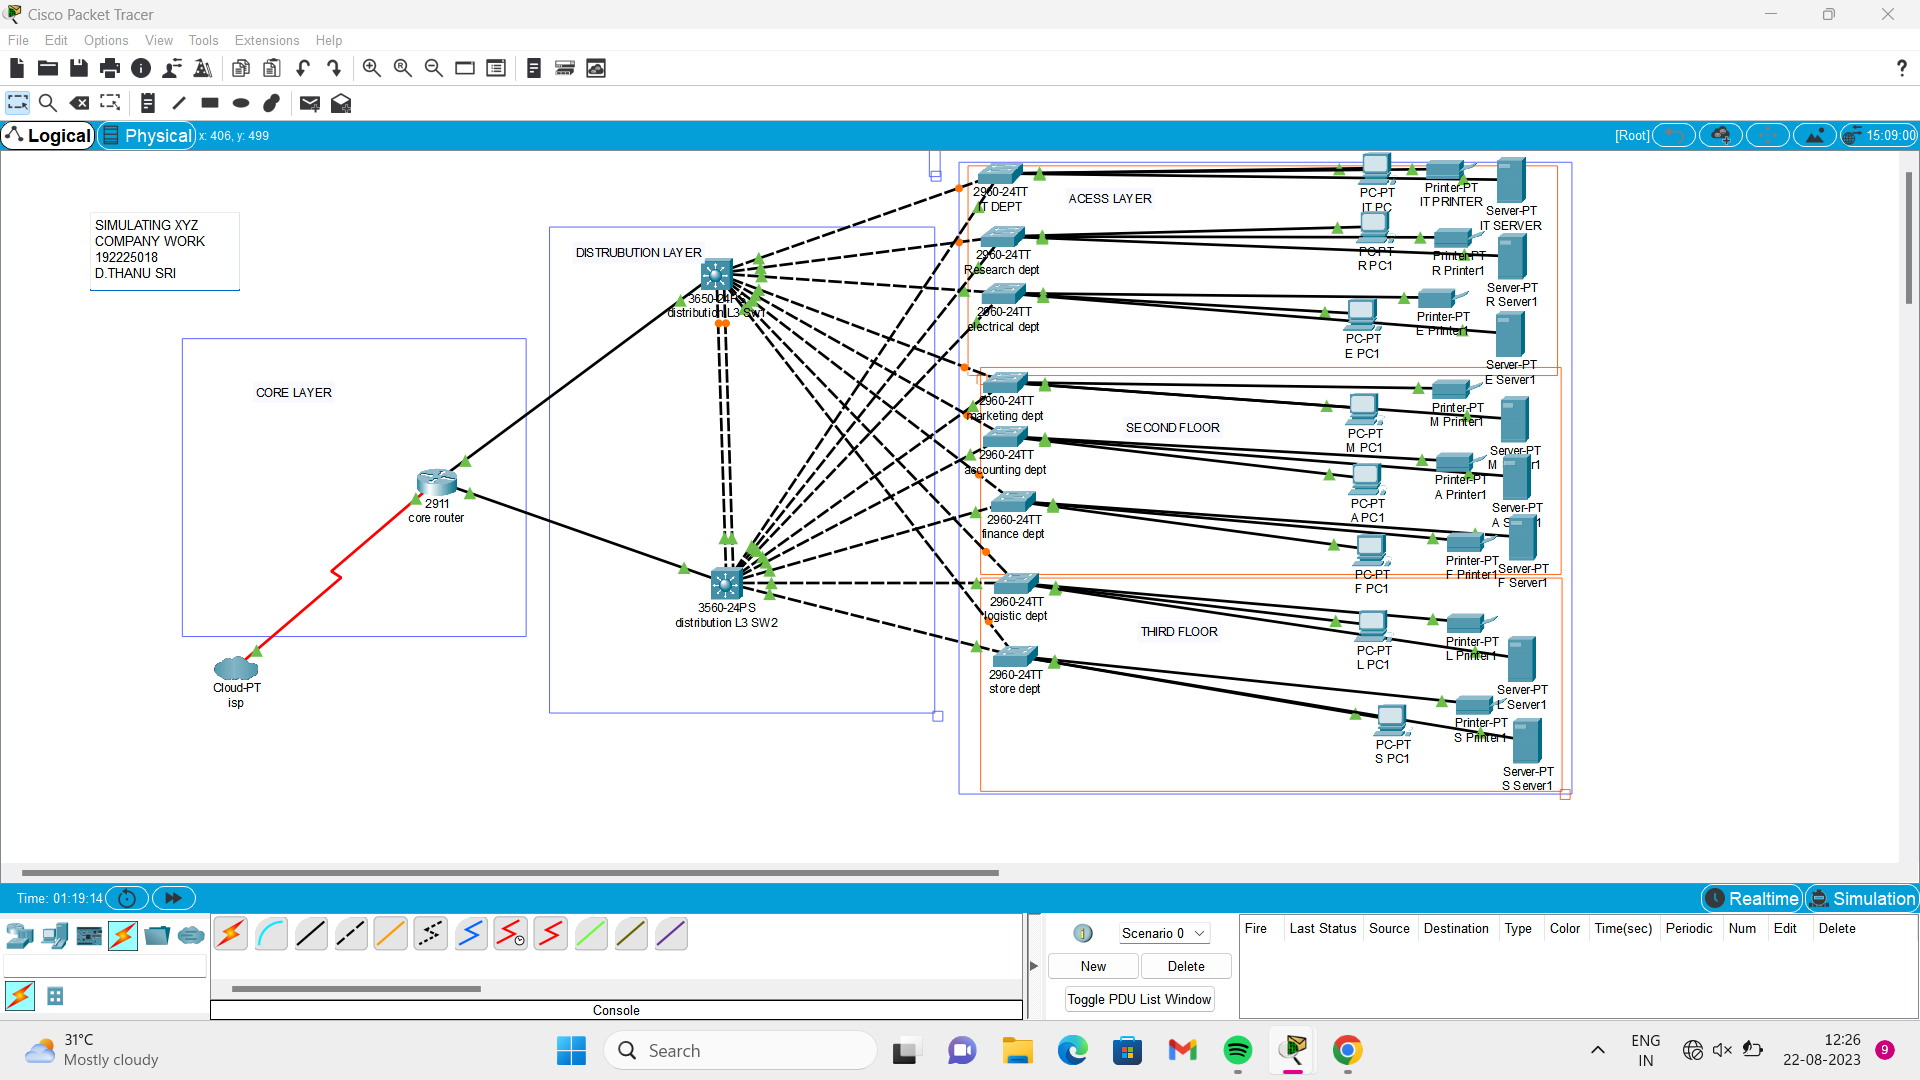 Cisco Packet Tracer
File Edit Options View Tools Extensions Help
Logical Physical x: 406, y: 499 [Root] 15:09:00
SIMULATING XYZ
COMPANY WORK
192225018
D.THANU SRI
CORE LAYER
2911
core router
Cloud-PT
isp
DISTRUBUTION LAYER
distribution L3 SW1
3560-24PS
distribution L3 SW2
ACESS LAYER
2960-24TT
IT DEPT
2960-24TT
Research dept
2960-24TT
electrical dept
2960-24TT
marketing dept
2960-24TT
accounting dept
2960-24TT
finance dept
2960-24TT
logistic dept
2960-24TT
store dept
SECOND FLOOR
THIRD FLOOR
PC-PT
IT PC
Printer-PT
IT PRINTER
Server-PT
IT SERVER
PC-PT
R PC1
Printer-PT
R Printer1
Server-PT
R Server1
PC-PT
E PC1
Printer-PT
E Printer1
Server-PT
E Server1
PC-PT
M PC1
Printer-PT
M Printer1
Server-PT
PC-PT
A PC1
Printer-PT
A Printer1
Server-PT
PC-PT
F PC1
Printer-PT
F Printer1
Server-PT
F Server1
PC-PT
L PC1
Printer-PT
L Printer1
Server-PT
L Server1
PC-PT
S PC1
Printer-PT
S Printer1
Server-PT
S Server1
Time: 01:19:14 Realtime Simulation
Scenario 0
New Delete
Toggle PDU List Window
Fire Last Status Source Destination Type Color Time(sec) Periodic Num Edit Delete
Console
31°C
Mostly cloudy
Search
ENG
IN
12:26
22-08-2023
9